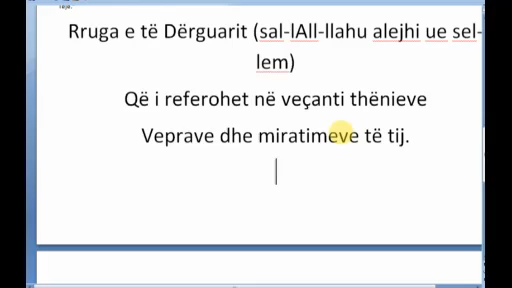 Rruga e të Dërguarit (sal-lAll-llahu alejhi ue sel-
lem)
Që i referohet në veçanti thënieve
Veprave dhe miratimeve të tij.